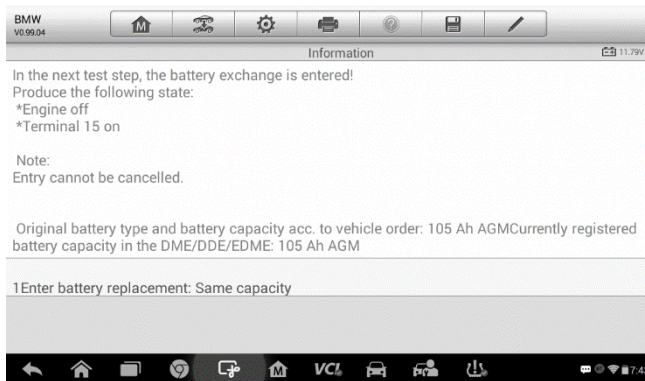 BMW
V0.99.04
Information
11.79V
In the next test step, the battery exchange is entered!
Produce the following state:
*Engine off
*Terminal 15 on
Note:
Entry cannot be cancelled.
Original battery type and battery capacity acc. to vehicle order: 105 Ah AGMCurrently registered
battery capacity in the DME/DDE/EDME: 105 Ah AGM
1Enter battery replacement: Same capacity
M
VCI